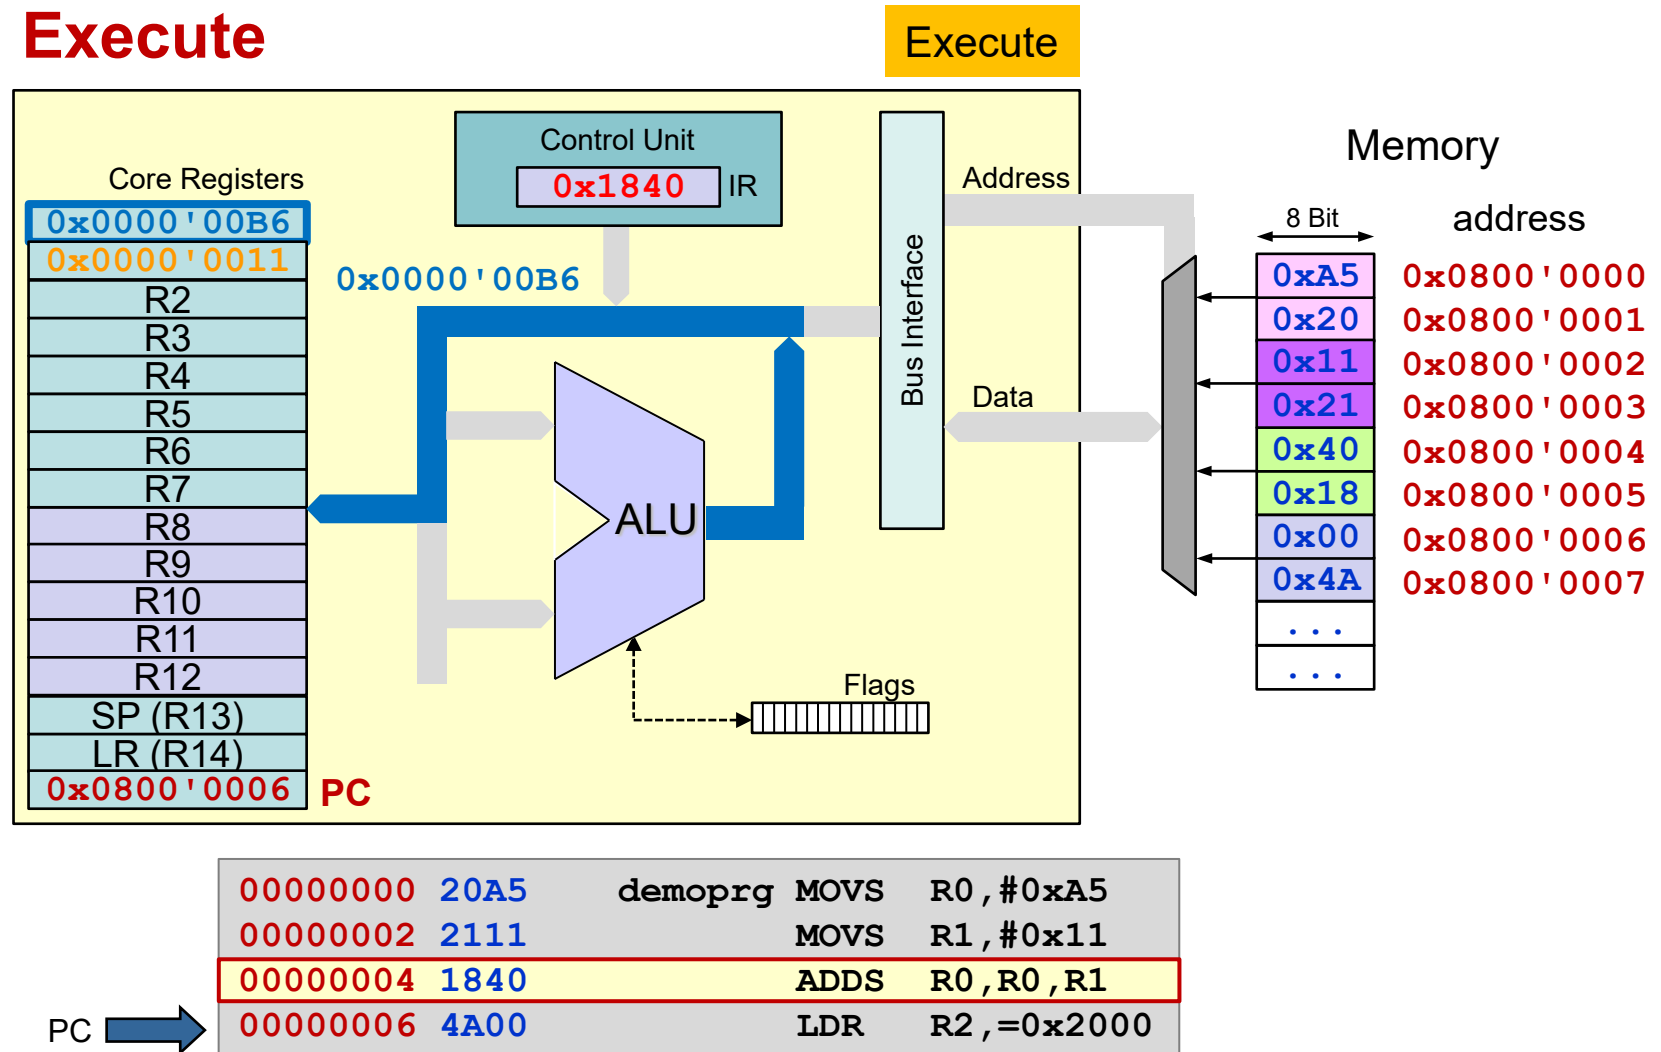 Execute
Execute
Control Unit
0x1840 IR
Core Registers
0x0000'00B6
0x0000'0011
R2
R3
R4
R5
R6
R7
R8
R9
R10
R11
R12
SP (R13)
LR (R14)
0x0800'0006 PC
0x0000'00B6
ALU
Flags
Bus Interface
Address
Data
Memory
8 Bit address
0xA5 0x0800'0000
0x20 0x0800'0001
0x11 0x0800'0002
0x21 0x0800'0003
0x40 0x0800'0004
0x18 0x0800'0005
0x00 0x0800'0006
0x4A 0x0800'0007
...
...
00000000 20A5 demoprg MOVS R0,#0xA5
00000002 2111 MOVS R1,#0x11
00000004 1840 ADDS R0,R0,R1
PC 00000006 4A00 LDR R2,=0x2000